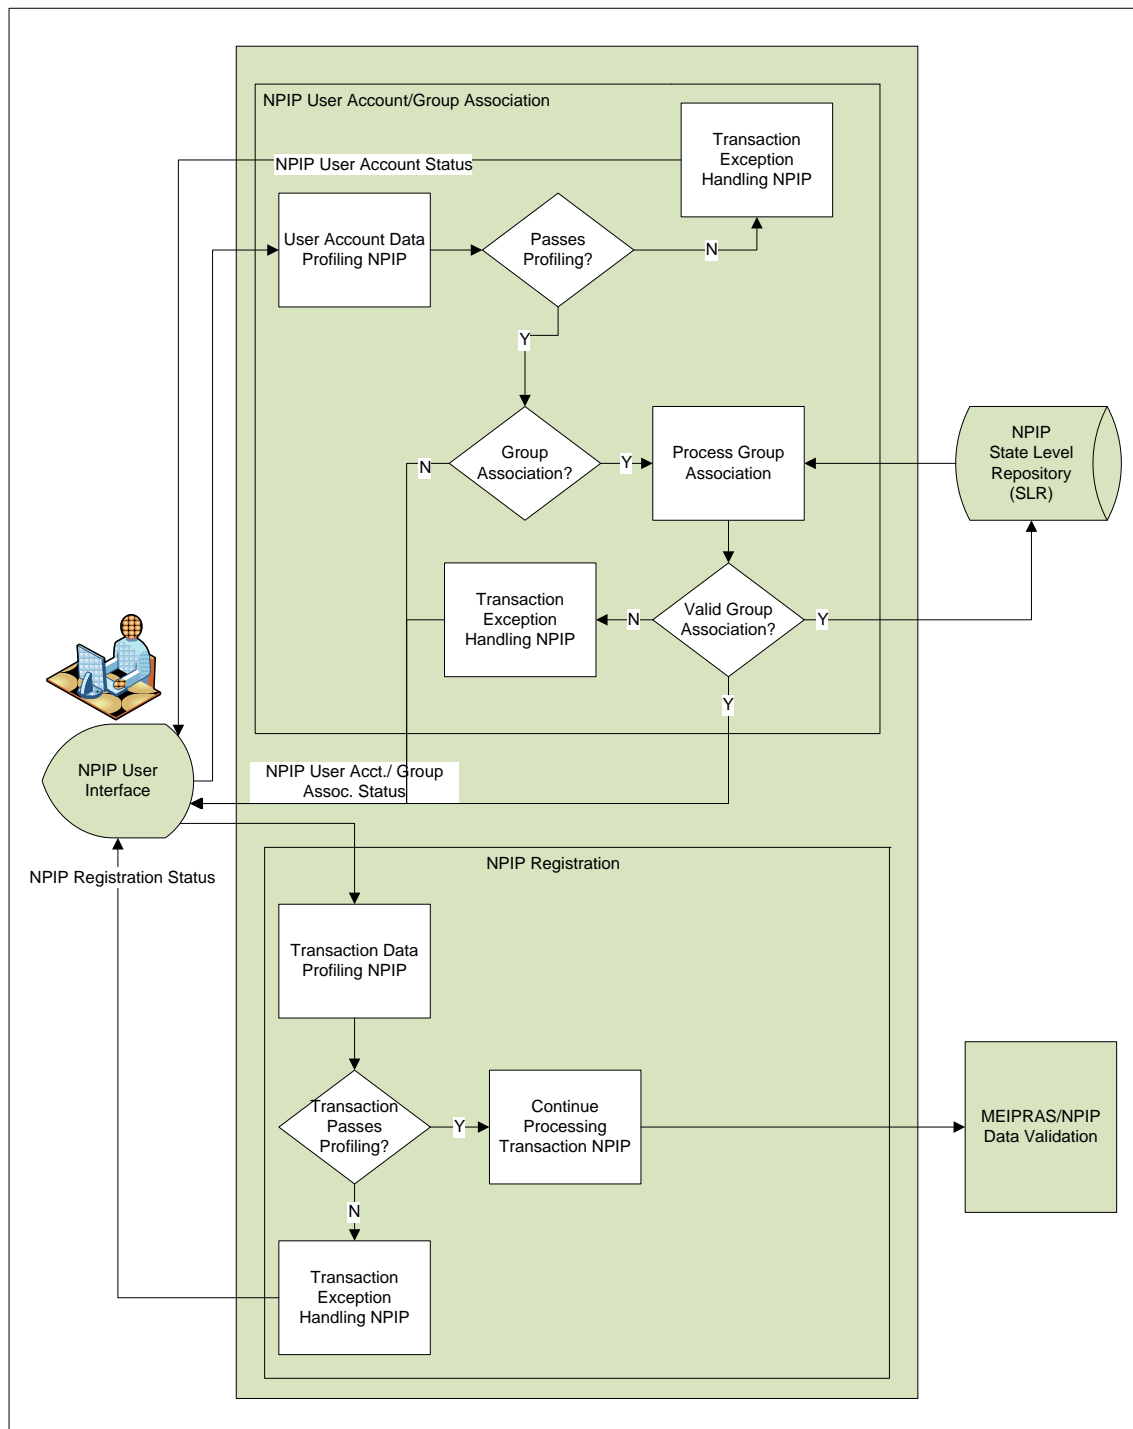 NPIP User Account/Group Association
Transaction
Exception
Handling NPIP
NPIP User Account Status
User Account Data
Profiling NPIP
Passes
Profiling?
N
Y
Group
Association?
N
Y
Process Group
Association
NPIP
State Level
Repository
(SLR)
Transaction
Exception
Handling NPIP
N
Valid Group
Association?
Y
Y
NPIP User
Interface
NPIP User Acct./ Group
Assoc. Status
NPIP Registration
NPIP Registration Status
Transaction Data
Profiling NPIP
Transaction
Passes
Profiling?
Y
Continue
Processing
Transaction NPIP
MEIPRAS/NPIP
Data Validation
N
Transaction
Exception
Handling NPIP